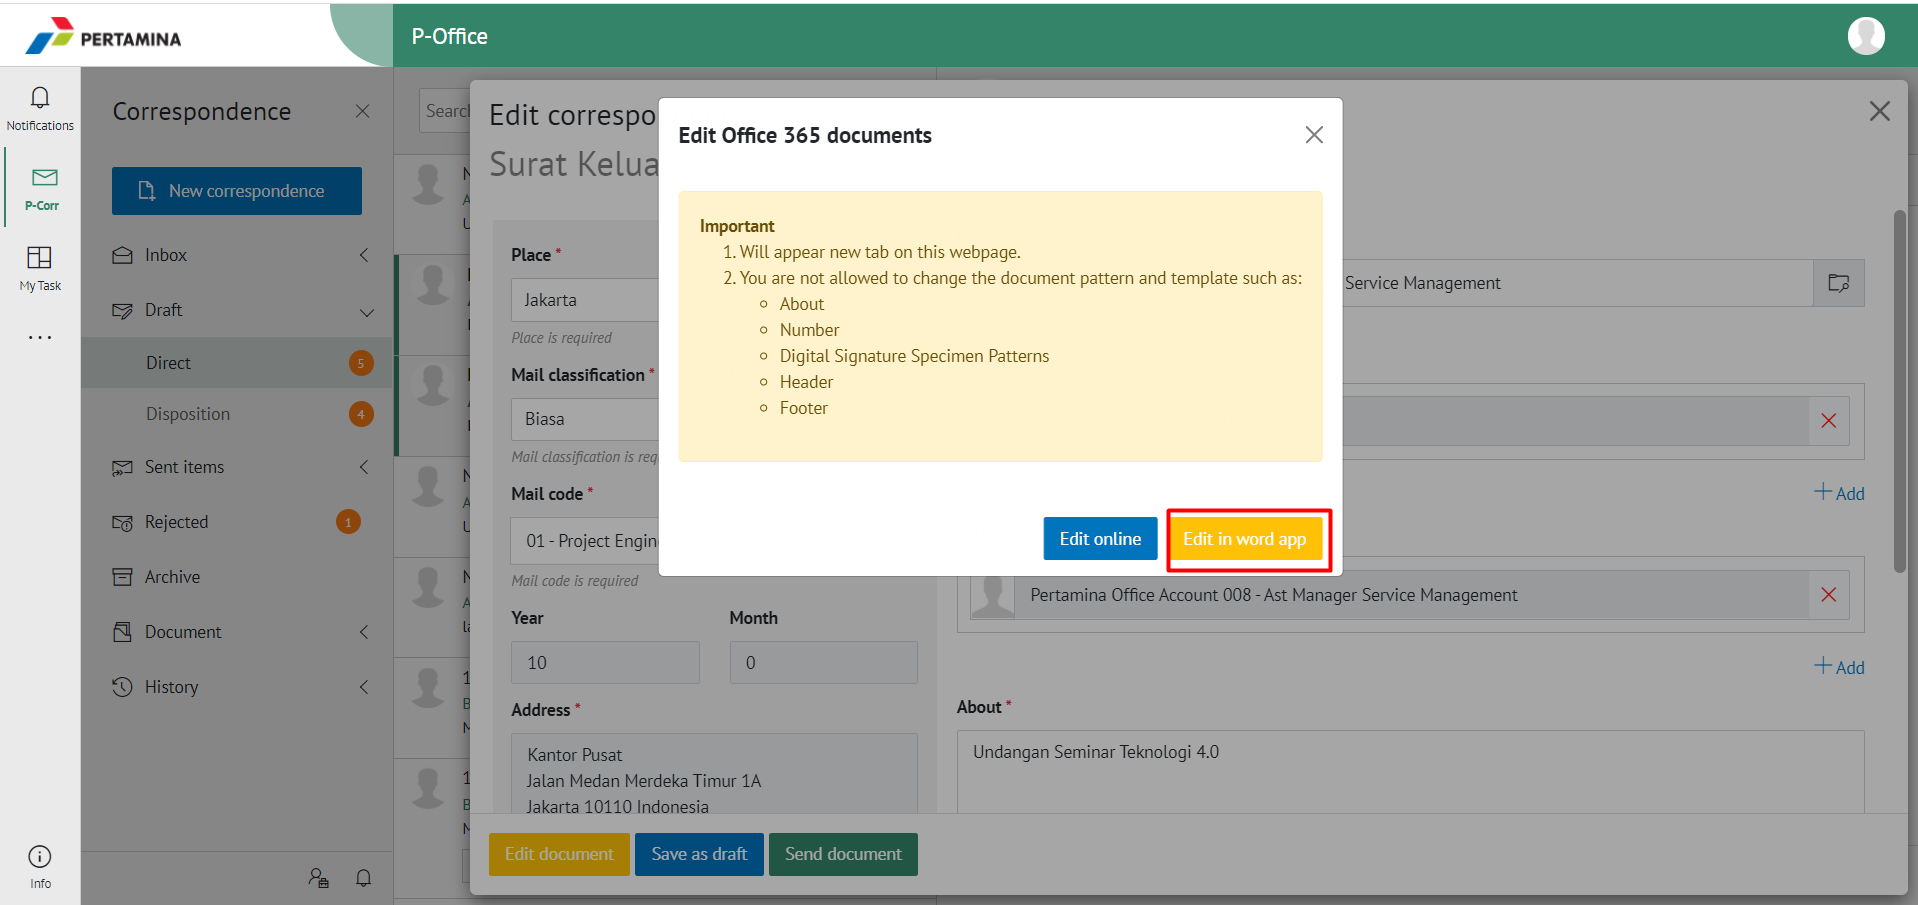 PERTAMINA
P-Office
Notifications
P-Corr
My Task
Info
Correspondence
New correspondence
Inbox
Draft
Direct
5
Disposition
4
Sent items
Rejected
1
Archive
Document
History
Edit correspo
Surat Kelua
Place *
Jakarta
Place is required
Mail classification *
Biasa
Mail classification is req
Mail code *
01 - Project Engin
Mail code is required
Year
Month
10
0
Address *
Kantor Pusat
Jalan Medan Merdeka Timur 1A
Jakarta 10110 Indonesia
Edit document
Save as draft
Send document
Edit Office 365 documents
Important
1. Will appear new tab on this webpage.
2. You are not allowed to change the document pattern and template such as:
About
Number
Digital Signature Specimen Patterns
Header
Footer
Edit online
Edit in word app
Service Management
Add
Pertamina Office Account 008 - Ast Manager Service Management
Add
About *
Undangan Seminar Teknologi 4.0